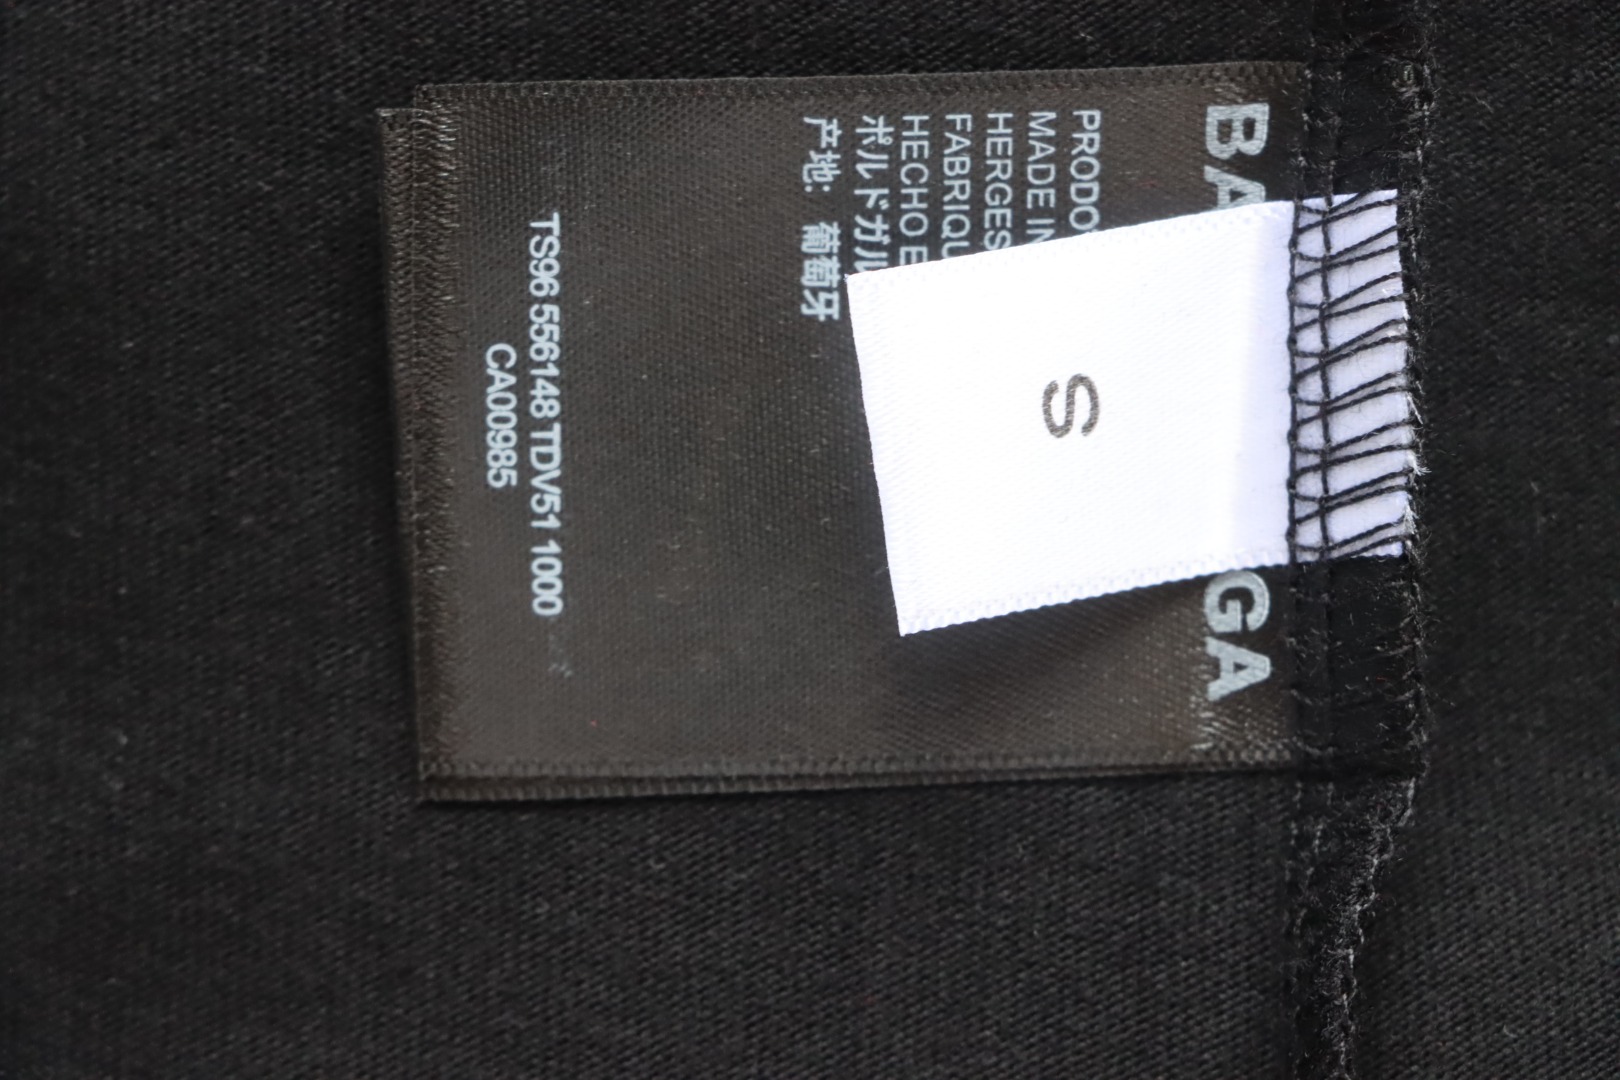 BA GA
PRODO
MADE IN
HERGES
FABRIQU
HECHO E
ポルドガル
产地: 葡萄牙
TS96 556148 TDV51 1000
CA00985
S